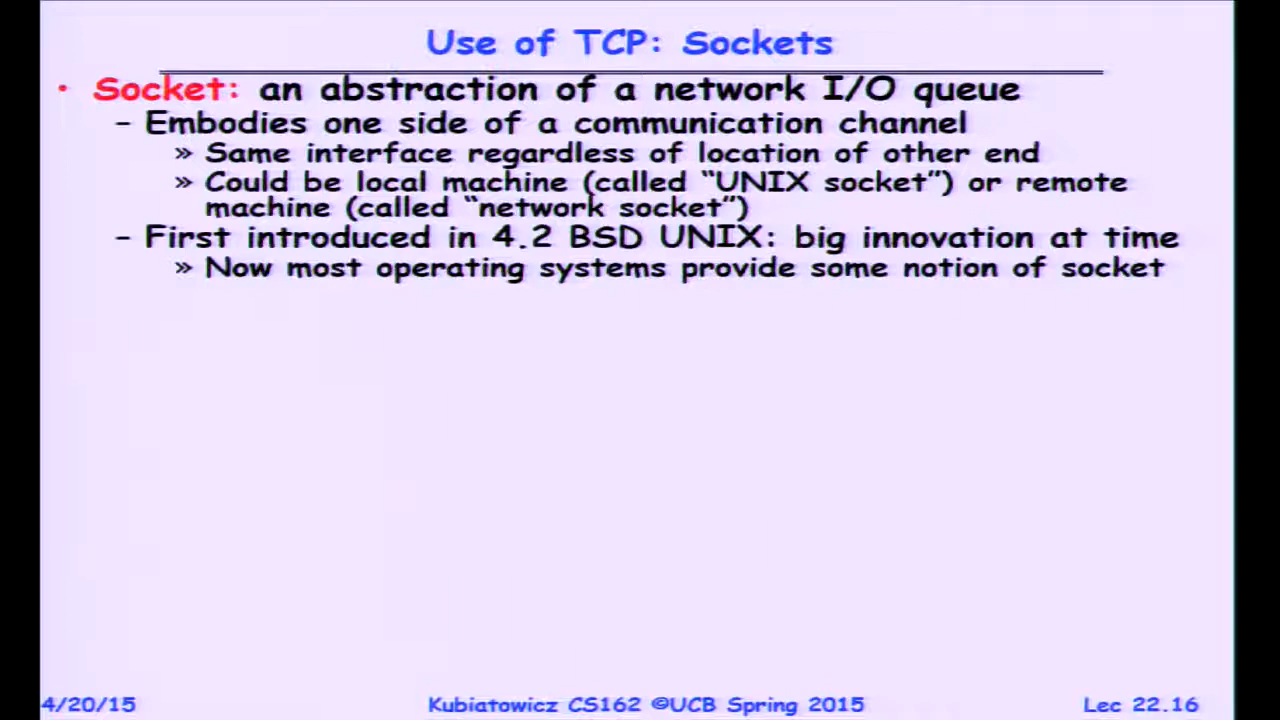 Use of TCP: Sockets
• Socket: an abstraction of a network I/O queue
– Embodies one side of a communication channel
» Same interface regardless of location of other end
» Could be local machine (called “UNIX socket”) or remote
machine (called “network socket”)
– First introduced in 4.2 BSD UNIX: big innovation at time
» Now most operating systems provide some notion of socket
4/20/15
Kubiatowicz CS162 ©UCB Spring 2015
Lec 22.16